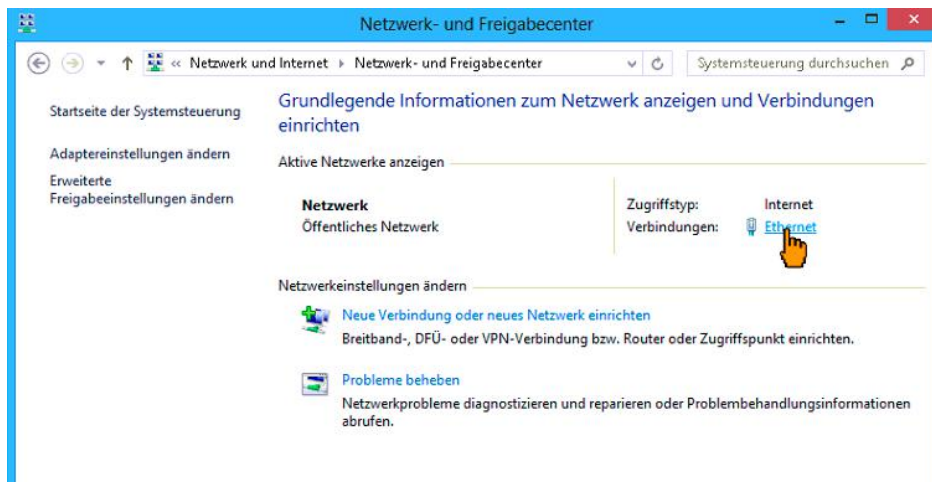 Netzwerk- und Freigabecenter
« Netzwerk und Internet Netzwerk- und Freigabecenter
Systemsteuerung durchsuchen
Startseite der Systemsteuerung
Adaptereinstellungen ändern
Erweiterte
Freigabeeinstellungen ändern
Grundlegende Informationen zum Netzwerk anzeigen und Verbindungen
einrichten
Aktive Netzwerke anzeigen
Netzwerk
Öffentliches Netzwerk
Zugriffstyp: Internet
Verbindungen: Ethernet
Netzwerkeinstellungen ändern
Neue Verbindung oder neues Netzwerk einrichten
Breitband-, DFÜ- oder VPN-Verbindung bzw. Router oder Zugriffspunkt einrichten.
Probleme beheben
Netzwerkprobleme diagnostizieren und reparieren oder Problembehandlungsinformationen
abrufen.